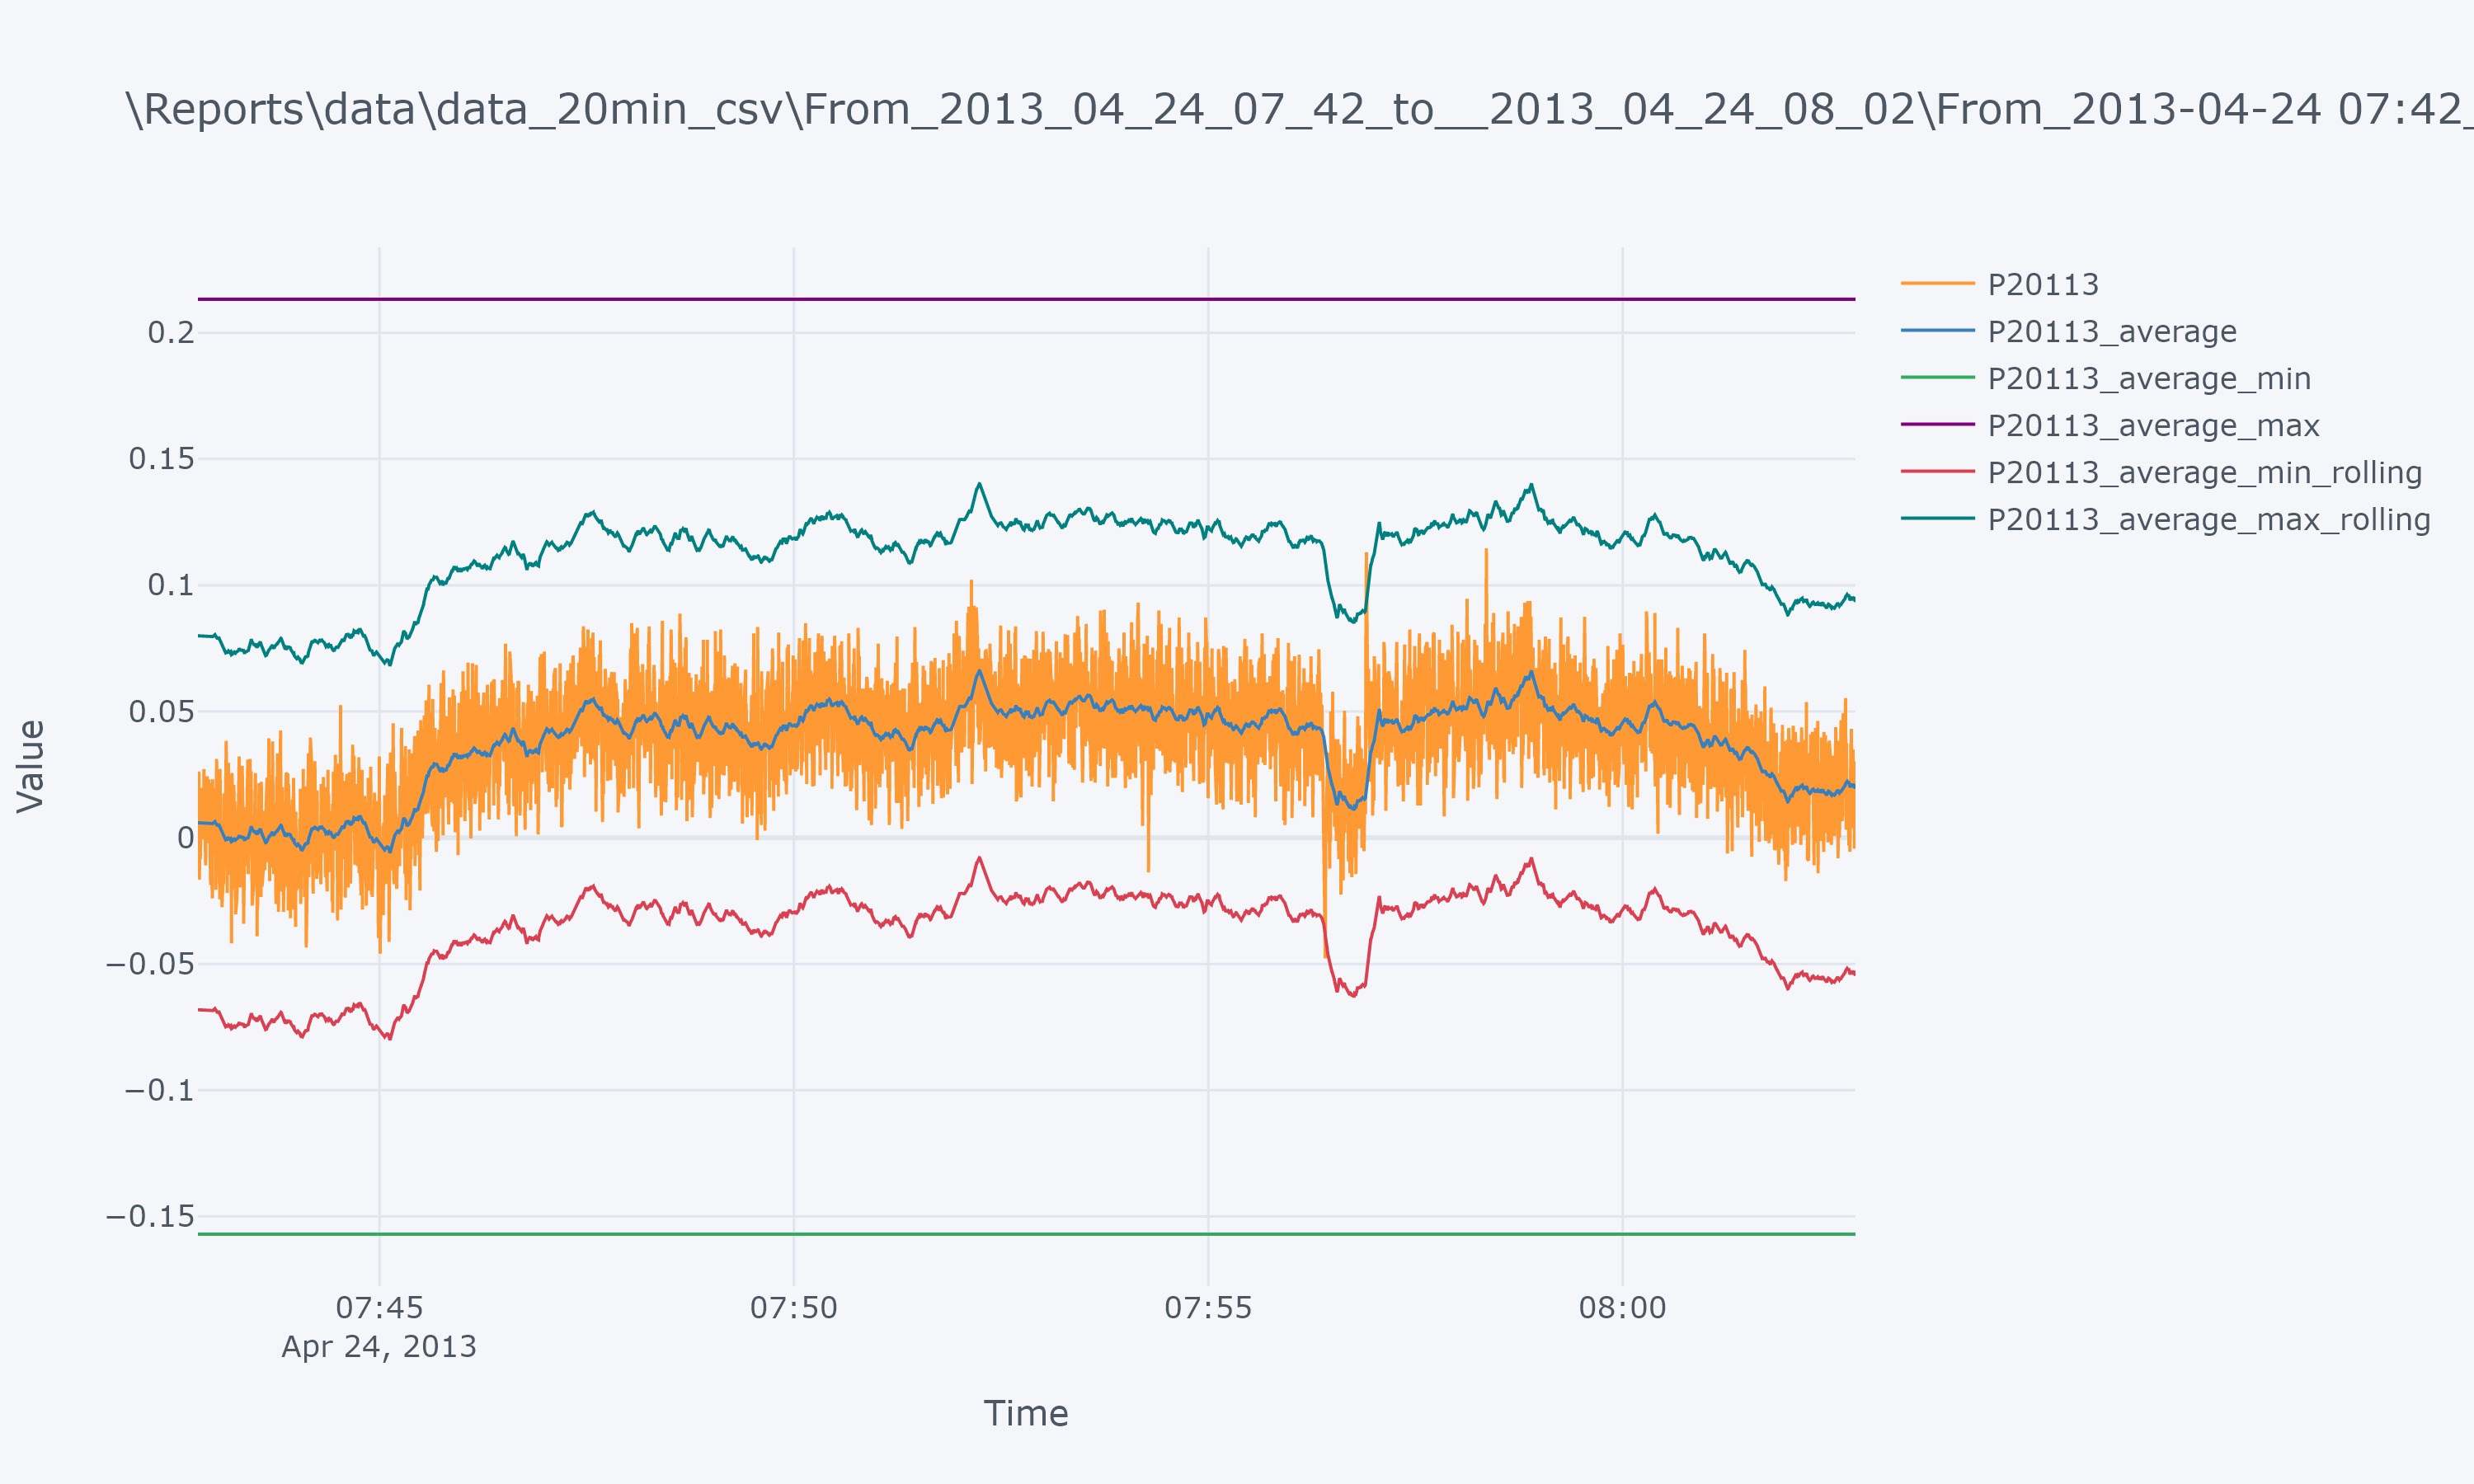 \Reports\data\data_20min_csv\From_2013_04_24_07_42_to__2013_04_24_08_02\From_2013-04-24 07:42_
P20113
P20113_average
P20113_average_min
P20113_average_max
P20113_average_min_rolling
P20113_average_max_rolling
0.2
0.15
0.1
0.05
0
−0.05
−0.1
−0.15
Value
07:45 07:50 07:55 08:00
Apr 24, 2013
Time